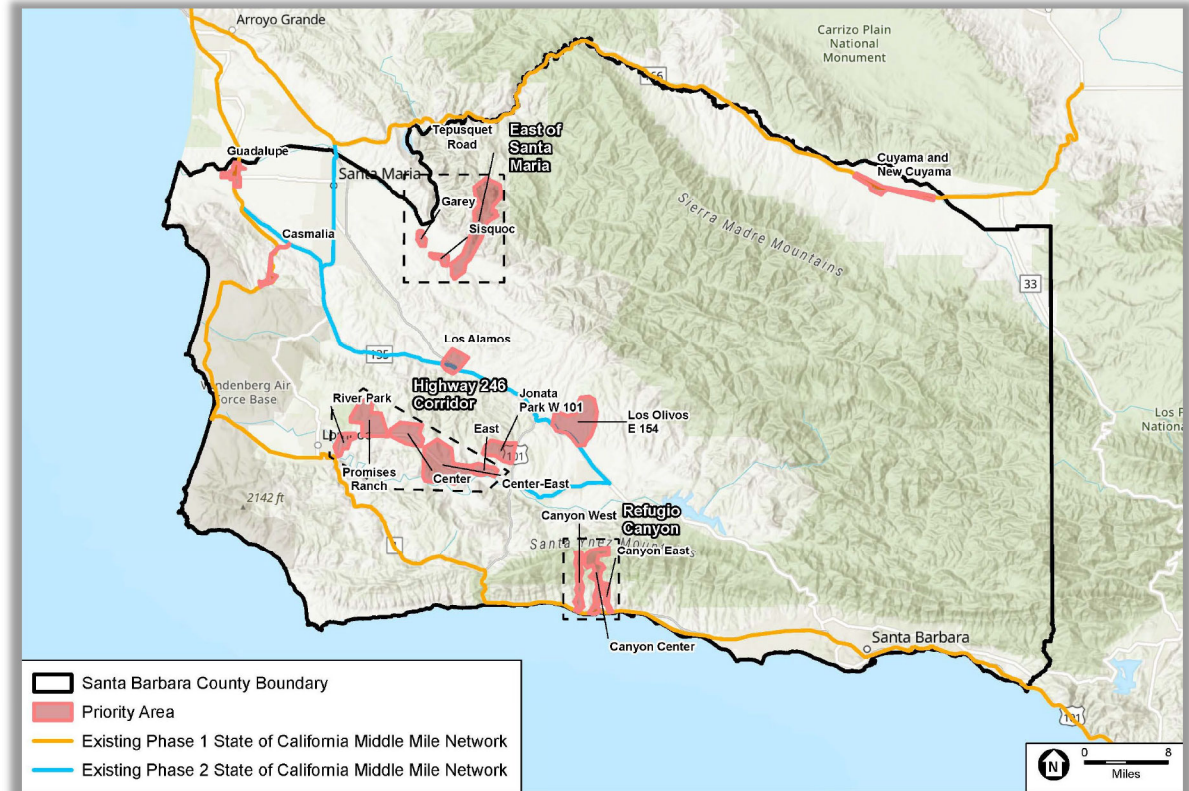 Arroyo Grande
Carrizo Plain
National
Monument
166
Tepusquet
Road
East of
Santa
Maria
Guadalupe
Santa Maria
Cuyama and
New Cuyama
Garey
Sisquoc
Sierra Madre Mountains
Casmalia
33
Los Alamos
135
Vandenberg Air
Force Base
Highway 246
Corridor
River Park
Jonata
Park W 101
Los Olivos
E 154
East
101
Promises
Ranch
Center
Center-East
2142 ft
Canyon West
Refugio
Canyon
Santa Ynez Mountains
Canyon East
1
Canyon Center
Santa Barbara
101
Santa Barbara County Boundary
Priority Area
Existing Phase 1 State of California Middle Mile Network
Existing Phase 2 State of California Middle Mile Network
N
0 8
Miles